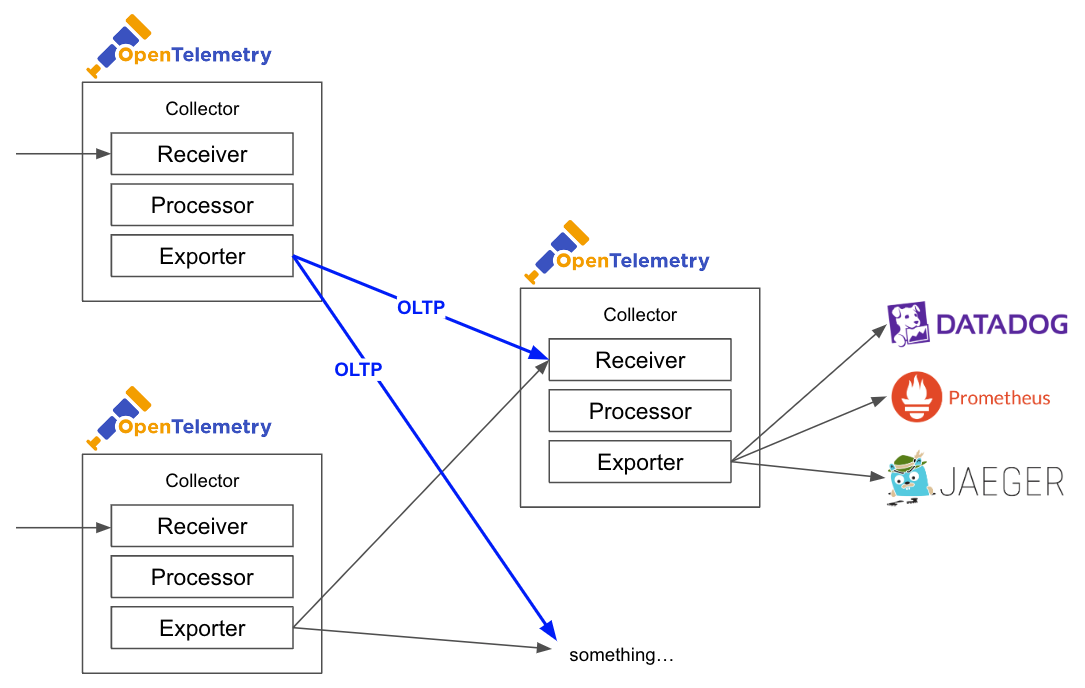 OpenTelemetry
Collector
Receiver
Processor
Exporter
OLTP
OLTP
OpenTelemetry
Collector
Receiver
Processor
Exporter
OpenTelemetry
Collector
Receiver
Processor
Exporter
something…
DATADOG
Prometheus
JAEGER